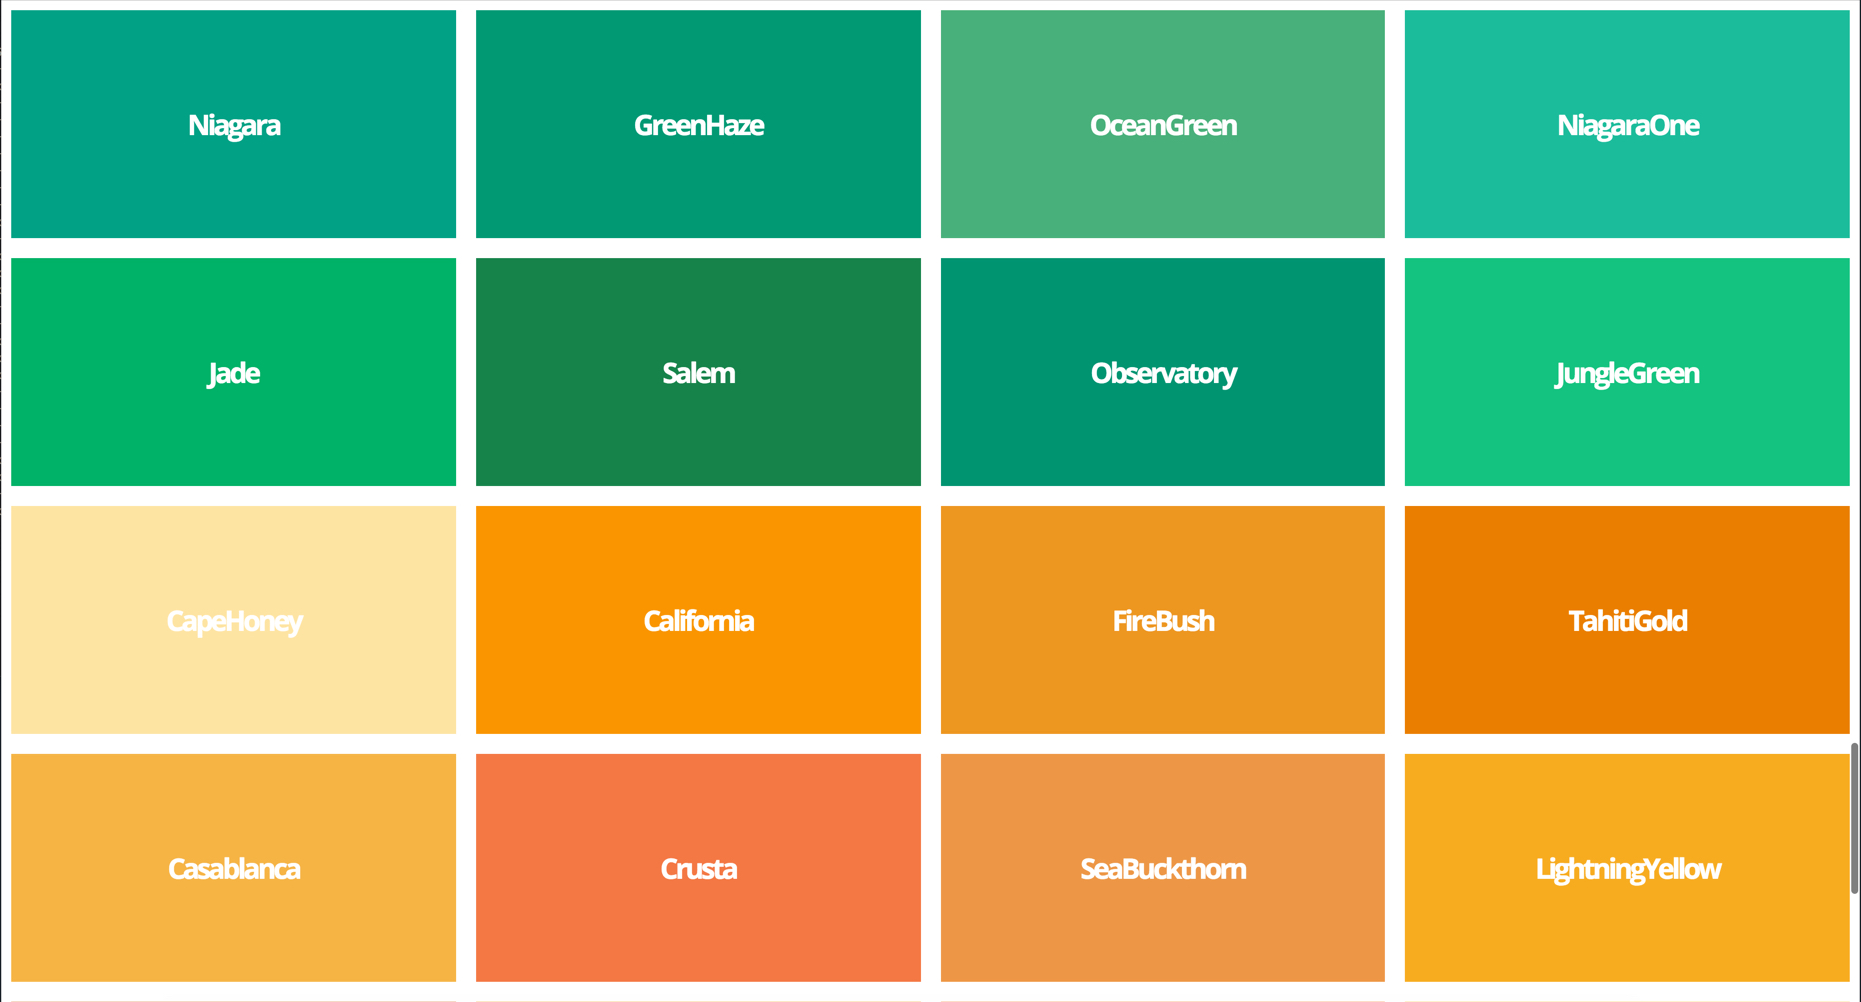 Niagara
GreenHaze
OceanGreen
NiagaraOne
Jade
Salem
Observatory
JungleGreen
CapeHoney
California
FireBush
TahitiGold
Casablanca
Crusta
SeaBuckthorn
LightningYellow